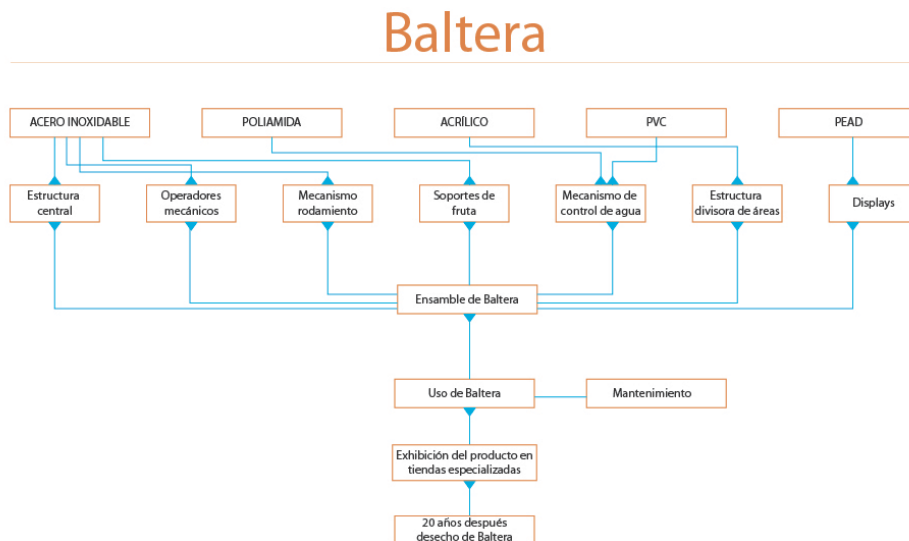 Baltera
ACERO INOXIDABLE
POLIAMIDA
ACRÍLICO
PVC
PEAD
Estructura
central
Operadores
mecánicos
Mecanismo
rodamiento
Soportes de
fruta
Mecanismo de
control de agua
Estructura
divisora de áreas
Displays
Ensamble de Baltera
Uso de Baltera
Mantenimiento
Exhibición del producto en
tiendas especializadas
20 años después
desecho de Baltera